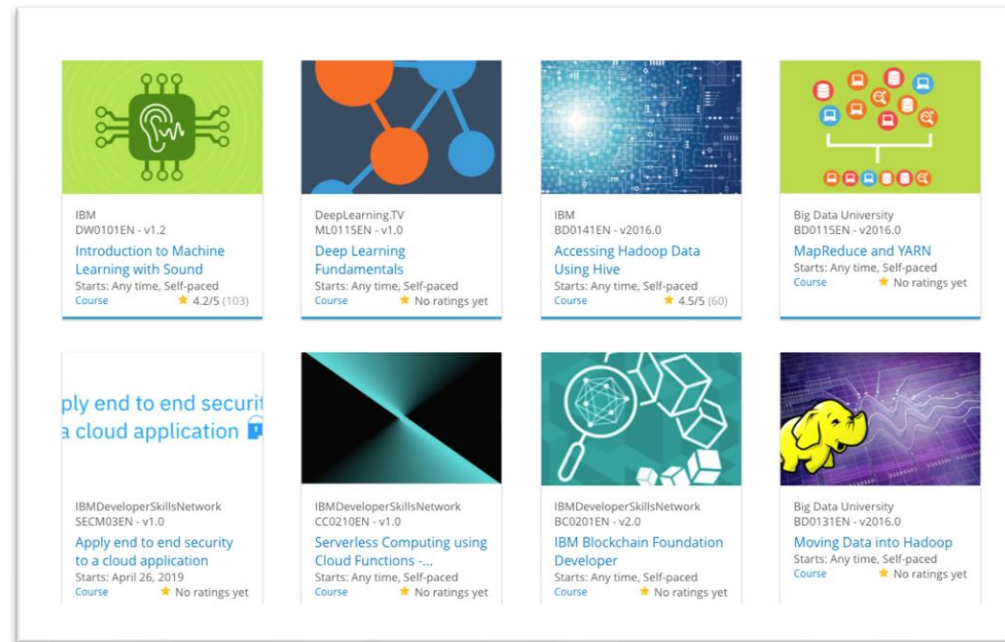 IBM
DW0101EN - v1.2
Introduction to Machine
Learning with Sound
Starts: Any time, Self-paced
Course 4.2/5 (103)
DeepLearning.TV
ML0115EN - v1.0
Deep Learning
Fundamentals
Starts: Any time, Self-paced
Course No ratings yet
IBM
BD0141EN - v2016.0
Accessing Hadoop Data
Using Hive
Starts: Any time, Self-paced
Course 4.5/5 (60)
Big Data University
BD0115EN - v2016.0
MapReduce and YARN
Starts: Any time, Self-paced
Course No ratings yet
ply end to end securit
a cloud application
IBMDeveloperSkillsNetwork
SECM03EN - v1.0
Apply end to end security
to a cloud application
Starts: April 26, 2019
Course No ratings yet
IBMDeveloperSkillsNetwork
CC0210EN - v1.0
Serverless Computing using
Cloud Functions -...
Starts: Any time, Self-paced
Course No ratings yet
IBMDeveloperSkillsNetwork
BC0201EN - v2.0
IBM Blockchain Foundation
Developer
Starts: Any time, Self-paced
Course No ratings yet
Big Data University
BD0131EN - v2016.0
Moving Data into Hadoop
Starts: Any time, Self-paced
Course No ratings yet